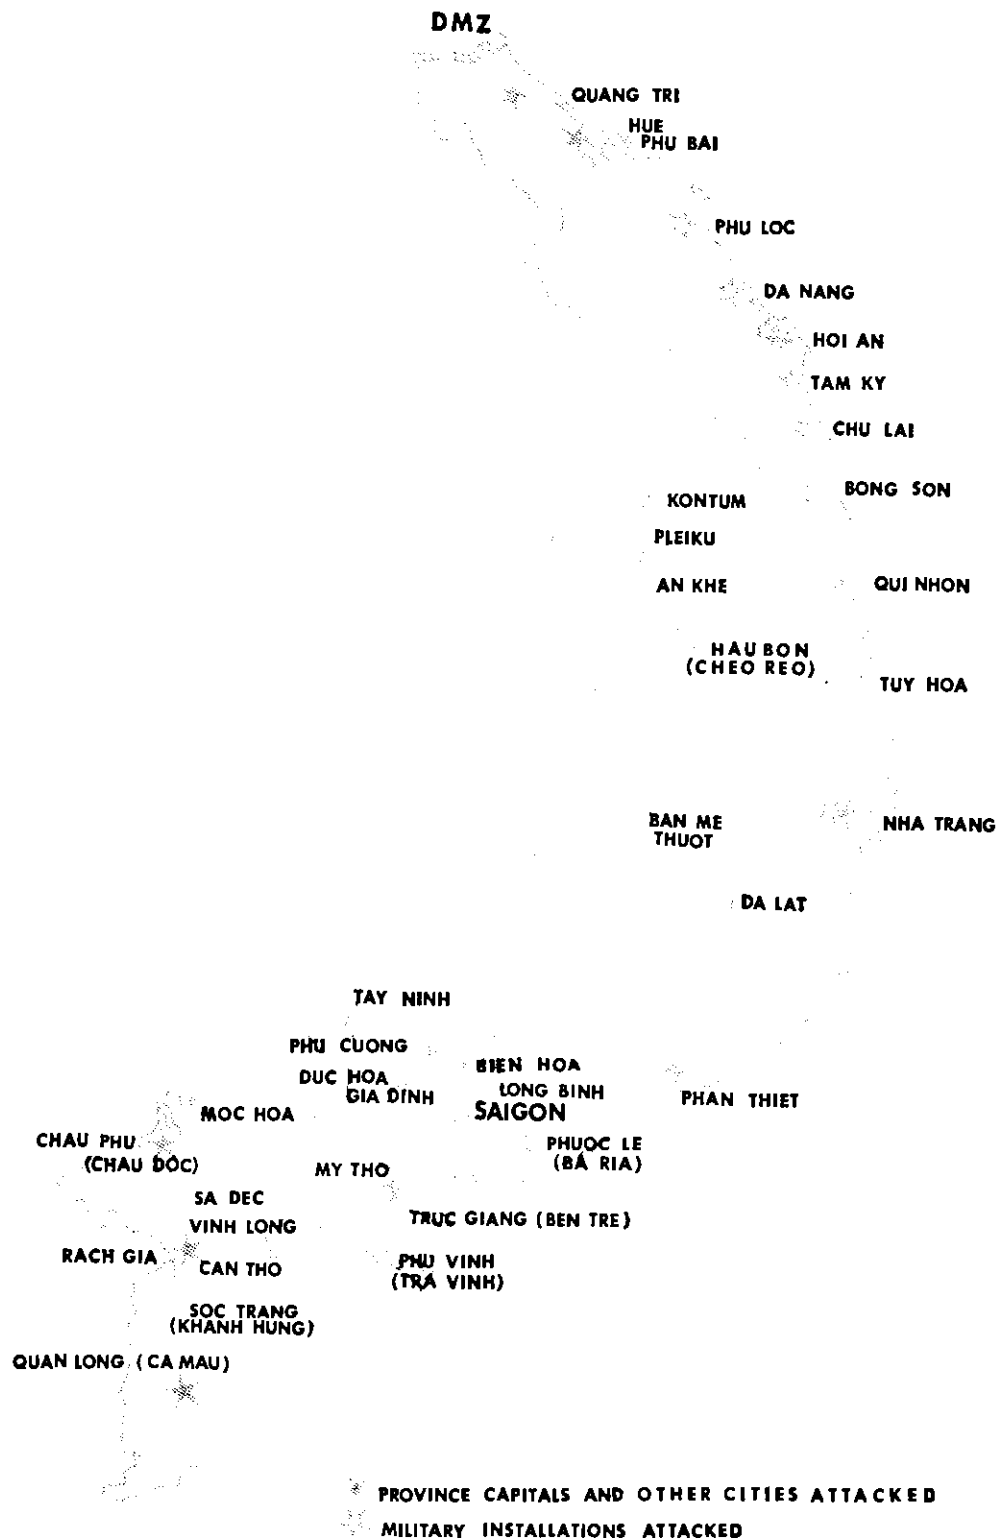 DMZ
QUANG TRI
HUE
PHU BAI
PHU LOC
DA NANG
HOI AN
TAM KY
CHU LAI
BONG SON
KONTUM
PLEIKU
AN KHE
QUI NHON
HAU BON
(CHEO REO)
TUY HOA
BAN ME
THUOT
NHA TRANG
DA LAT
TAY NINH
PHU CUONG
BIEN HOA
DUC HOA
LONG BINH
GIA DINH
PHAN THIET
MOC HOA
SAIGON
CHAU PHU
(CHAU DOC)
PHUOC LE
(BA RIA)
MY THO
SA DEC
TRUC GIANG (BEN TRE)
VINH LONG
RACH GIA
CAN THO
PHU VINH
(TRA VINH)
SOC TRANG
(KHANH HUNG)
QUAN LONG (CA MAU)
PROVINCE CAPITALS AND OTHER CITIES ATTACKED
MILITARY INSTALLATIONS ATTACKED